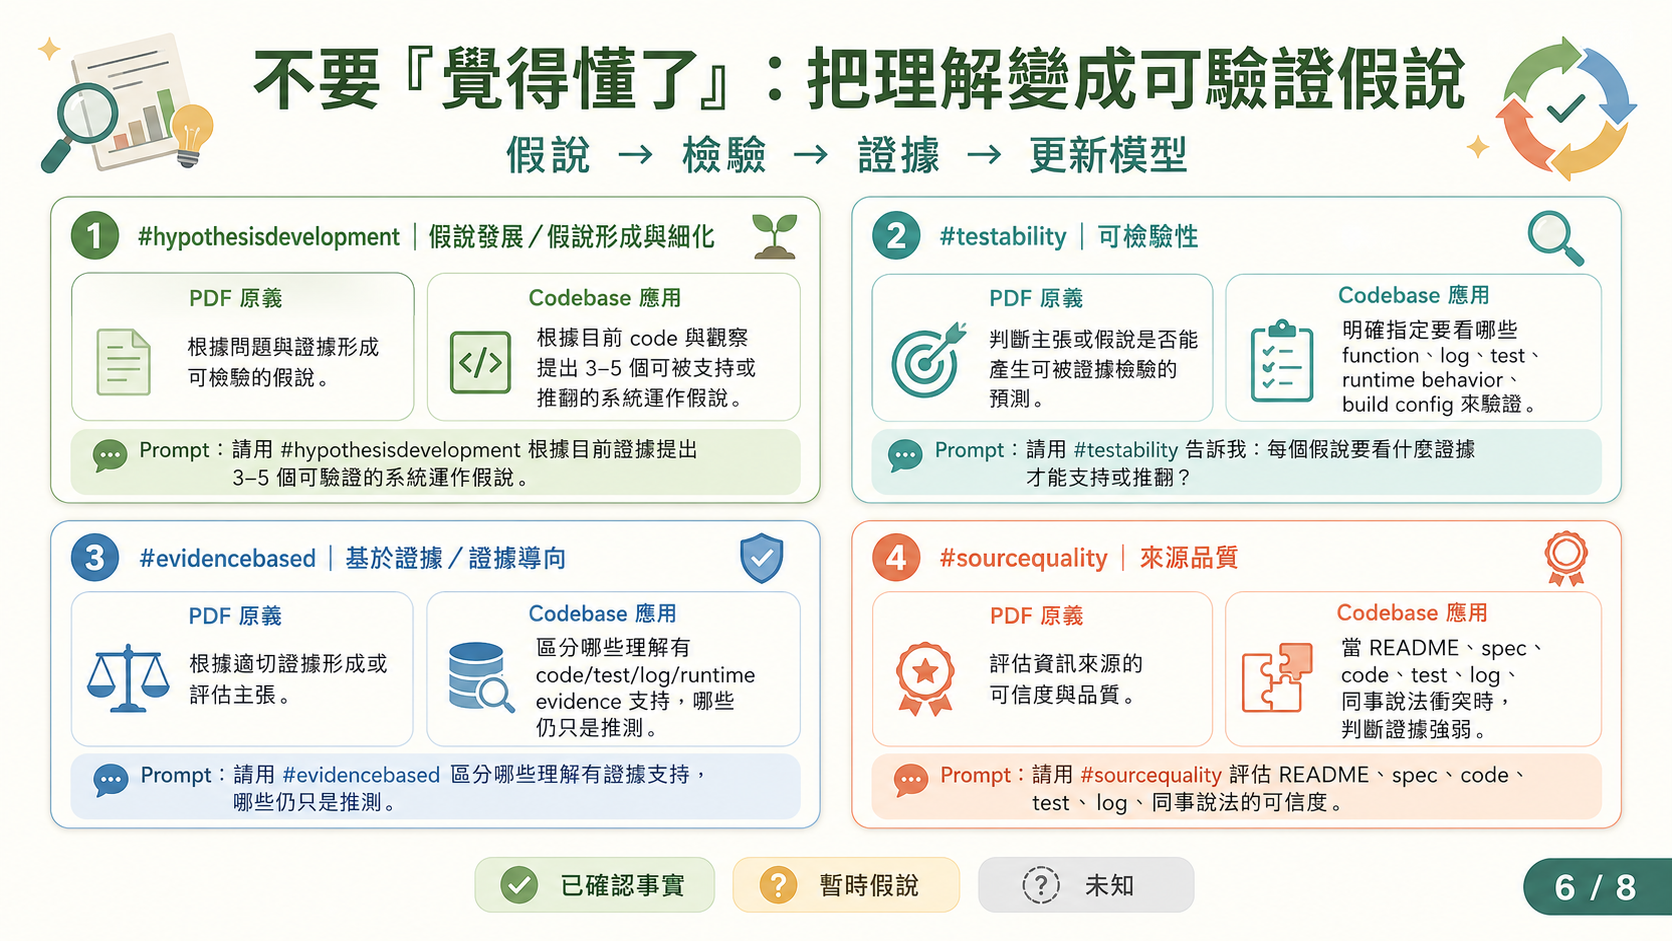 不要『覺得懂了』：把理解變成可驗證假說
假說 → 檢驗 → 證據 → 更新模型
1 #hypothesisdevelopment｜假說發展／假說形成與細化
PDF 原義
根據問題與證據形成
可檢驗的假說。
Codebase 應用
</>
根據目前 code 與觀察
提出 3–5 個可被支持或
推翻的系統運作假說。
Prompt：請用 #hypothesisdevelopment 根據目前證據提出
3–5 個可驗證的系統運作假說。
2 #testability｜可檢驗性
PDF 原義
判斷主張或假說是否能
產生可被證據檢驗的
預測。
Codebase 應用
明確指定要看哪些
function、log、test、
runtime behavior、
build config 來驗證。
Prompt：請用 #testability 告訴我：每個假說要看什麼證據
才能支持或推翻？
3 #evidencebased｜基於證據／證據導向
PDF 原義
根據適切證據形成或
評估主張。
Codebase 應用
區分哪些理解有
code/test/log/runtime
evidence 支持，哪些
仍只是推測。
Prompt：請用 #evidencebased 區分哪些理解有證據支持，
哪些仍只是推測。
4 #sourcequality｜來源品質
PDF 原義
評估資訊來源的
可信度與品質。
Codebase 應用
當 README、spec、
code、test、log、
同事說法衝突時，
判斷證據強弱。
Prompt：請用 #sourcequality 評估 README、spec、code、
test、log、同事說法的可信度。
已確認事實
? 暫時假說
? 未知
6 / 8